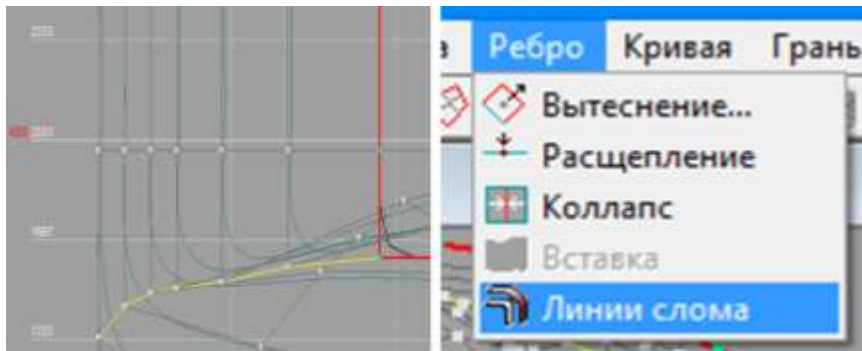 Ребро Кривая Грань
Вытеснение...
Расщепление
Коллапс
Вставка
Линии слома